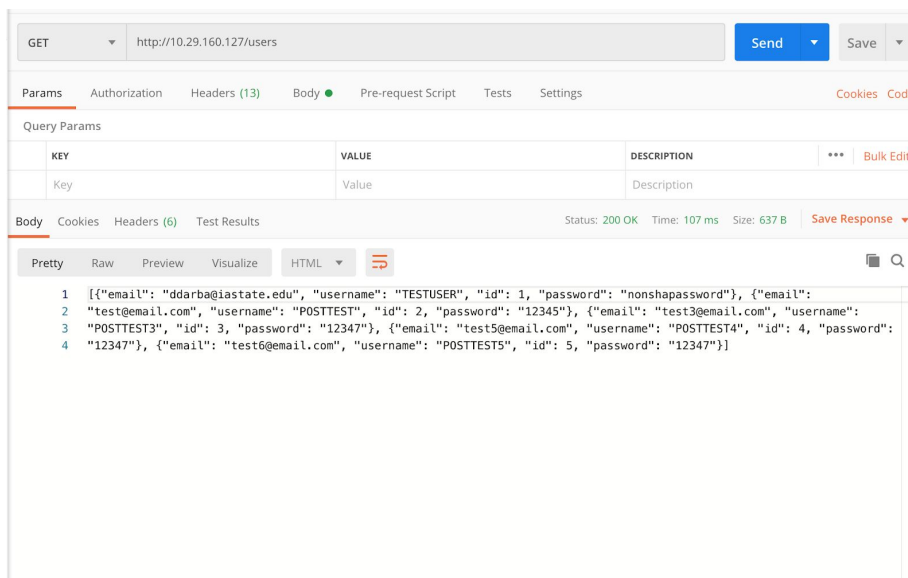 GET http://10.29.160.127/users Send Save
Params Authorization Headers (13) Body Pre-request Script Tests Settings Cookies Cod
Query Params
KEY VALUE DESCRIPTION ••• Bulk Edit
Key Value Description
Body Cookies Headers (6) Test Results Status: 200 OK Time: 107 ms Size: 637 B Save Response
Pretty Raw Preview Visualize HTML
1 [{"email": "ddarba@iastate.edu", "username": "TESTUSER", "id": 1, "password": "nonshapassword"}, {"email":
2 "test@email.com", "username": "POSTTEST", "id": 2, "password": "12345"}, {"email": "test3@email.com", "username":
3 "POSTTEST3", "id": 3, "password": "12347"}, {"email": "test5@email.com", "username": "POSTTEST4", "id": 4, "password":
4 "12347"}, {"email": "test6@email.com", "username": "POSTTEST5", "id": 5, "password": "12347"}]